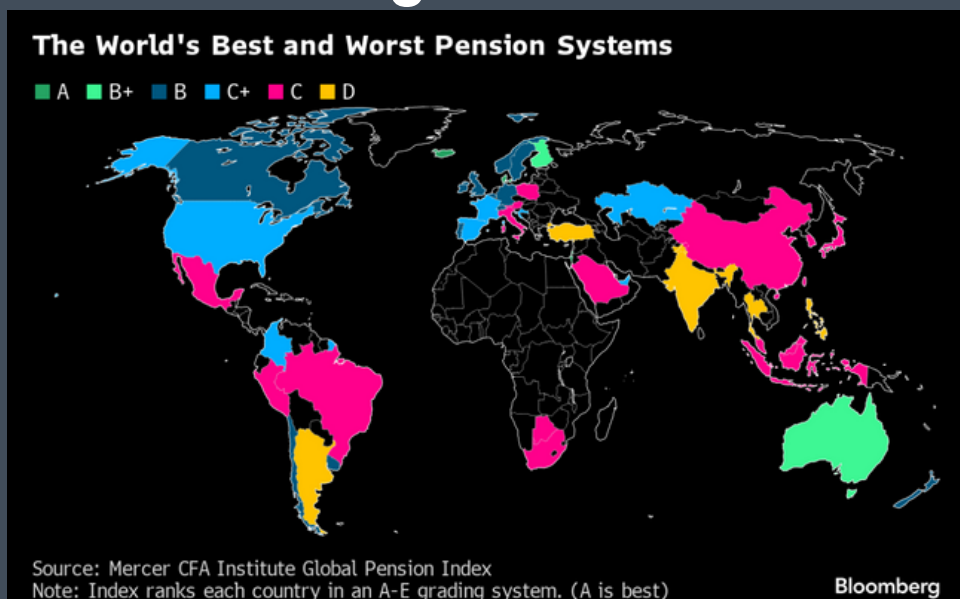 The World's Best and Worst Pension Systems
A B+ B C+ C D
Source: Mercer CFA Institute Global Pension Index
Note: Index ranks each country in an A-E grading system. (A is best)
Bloomberg